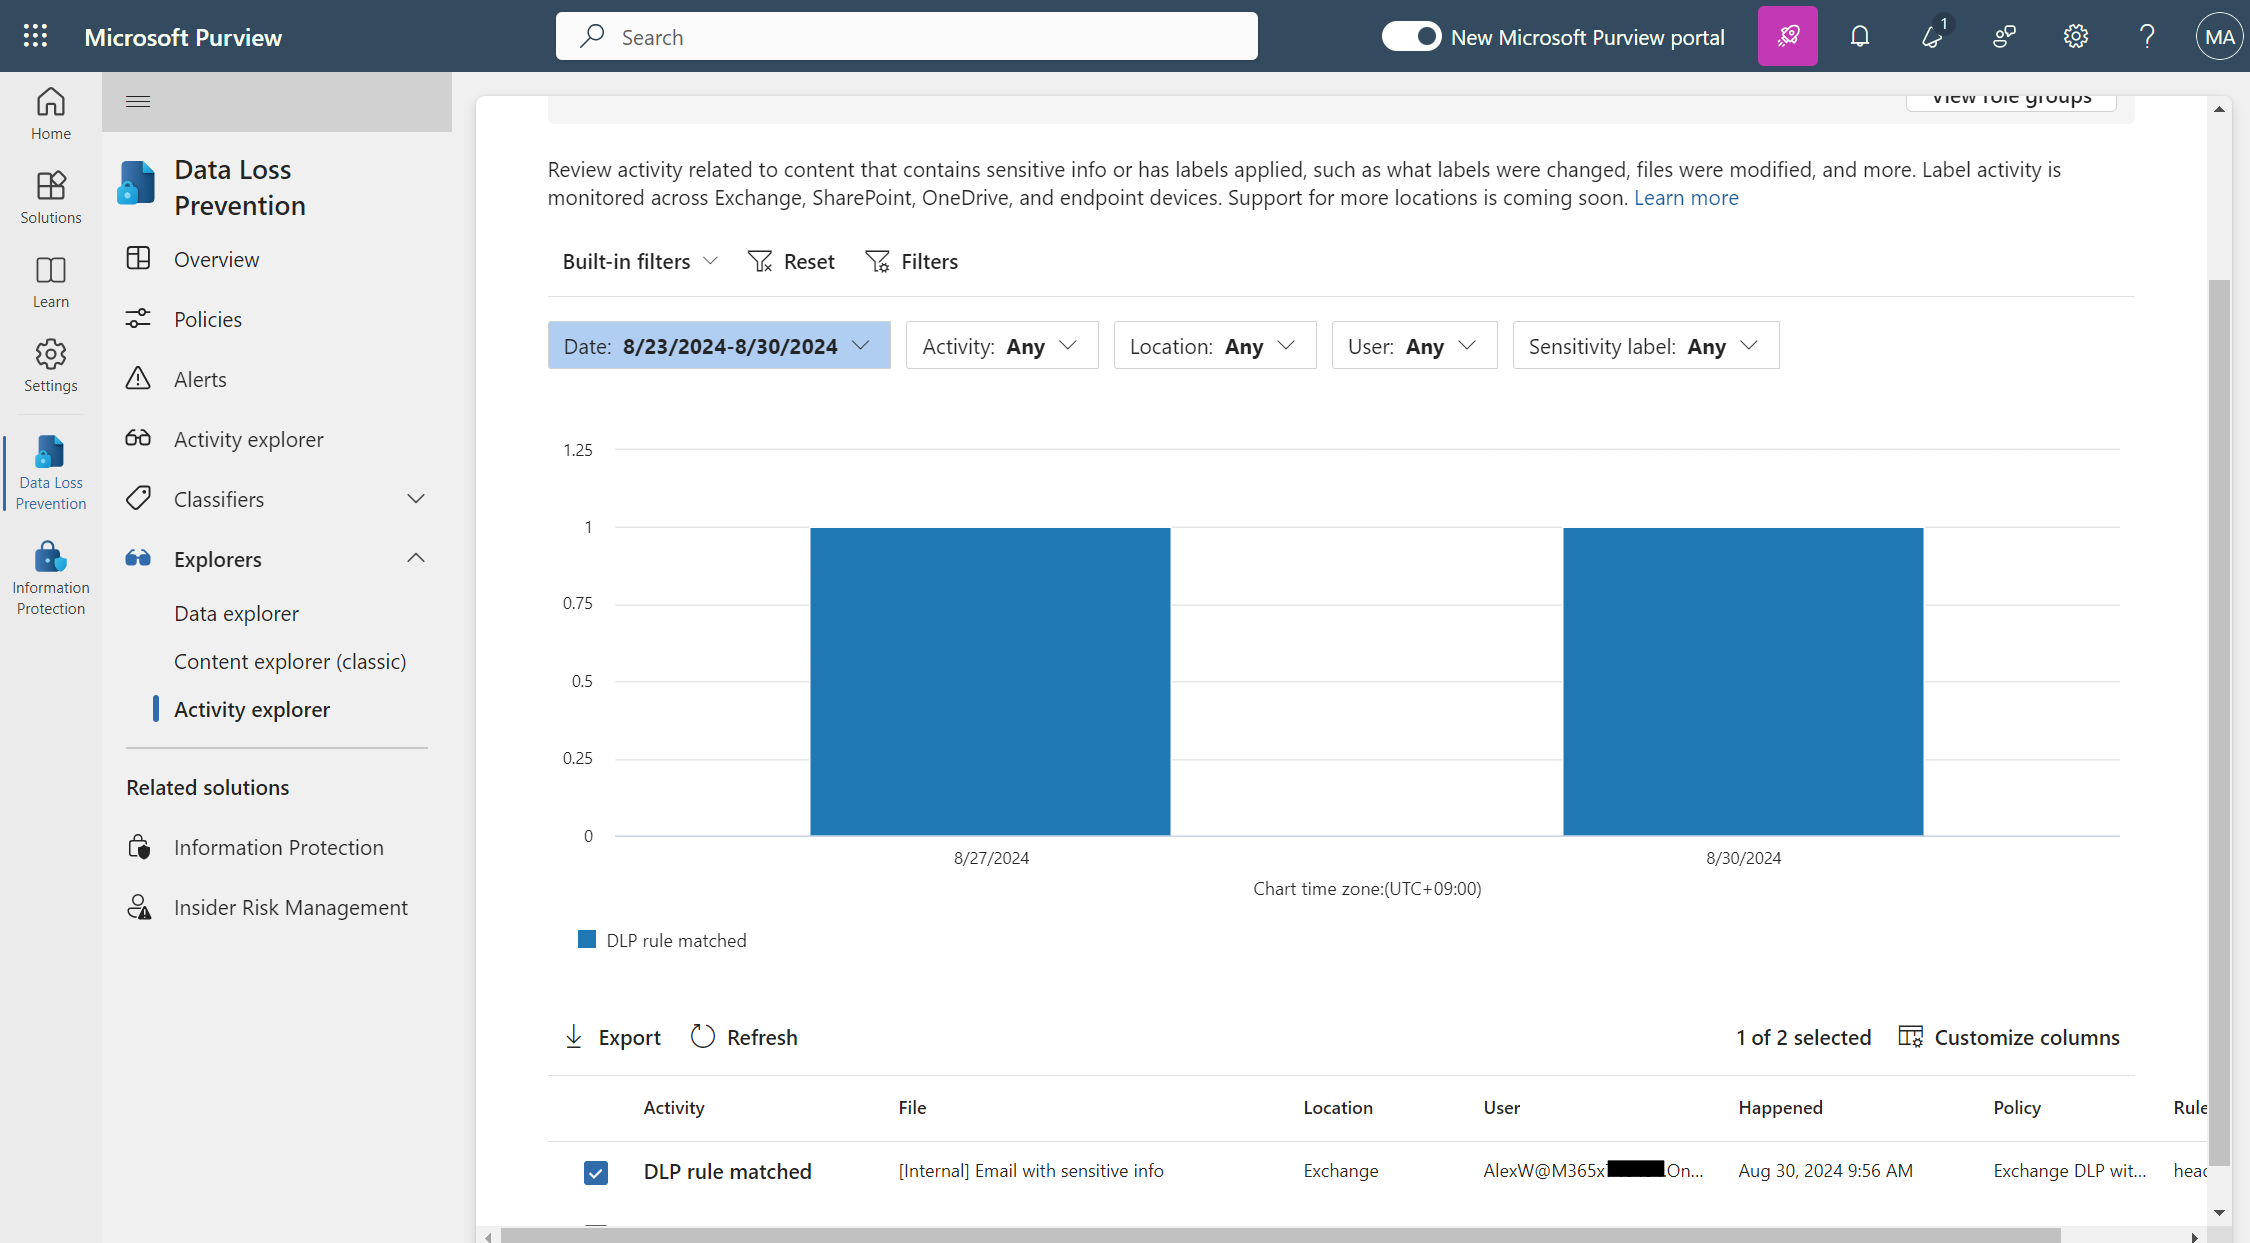 Microsoft Purview
Search
New Microsoft Purview portal
1
MA
Home
Solutions
Learn
Settings
Data Loss
Prevention
Information
Protection
Data Loss
Prevention
Overview
Policies
Alerts
Activity explorer
Classifiers
Explorers
Data explorer
Content explorer (classic)
Activity explorer
Related solutions
Information Protection
Insider Risk Management
View role groups
Review activity related to content that contains sensitive info or has labels applied, such as what labels were changed, files were modified, and more. Label activity is
monitored across Exchange, SharePoint, OneDrive, and endpoint devices. Support for more locations is coming soon. Learn more
Built-in filters Reset Filters
Date: 8/23/2024-8/30/2024 Activity: Any Location: Any User: Any Sensitivity label: Any
1.25
1
0.75
0.5
0.25
0
8/27/2024 8/30/2024
Chart time zone:(UTC+09:00)
DLP rule matched
Export Refresh 1 of 2 selected Customize columns
Activity File Location User Happened Policy Rule
DLP rule matched [Internal] Email with sensitive info Exchange AlexW@M365x .On... Aug 30, 2024 9:56 AM Exchange DLP wit...